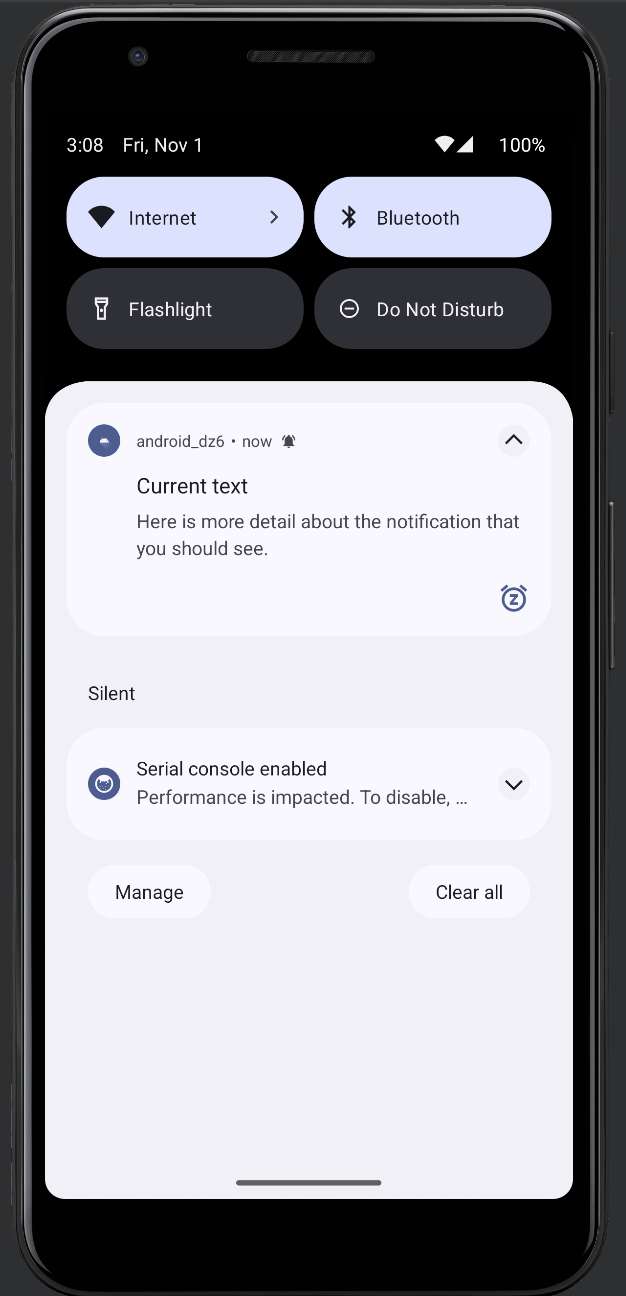 3:08 Fri, Nov 1 100%
Internet Bluetooth
Flashlight Do Not Disturb
android_dz6 • now
Current text
Here is more detail about the notification that
you should see.
Silent
Serial console enabled
Performance is impacted. To disable, …
Manage Clear all